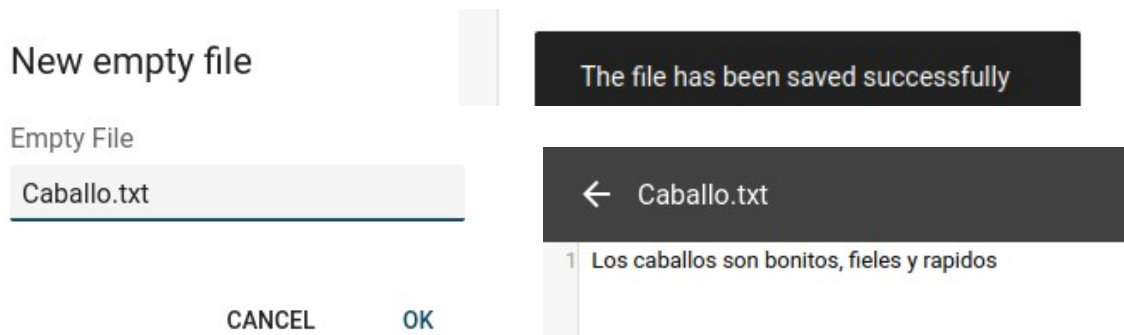 New empty file
Empty File
Caballo.txt
CANCEL OK
The file has been saved successfully
← Caballo.txt
1 Los caballos son bonitos, fieles y rapidos